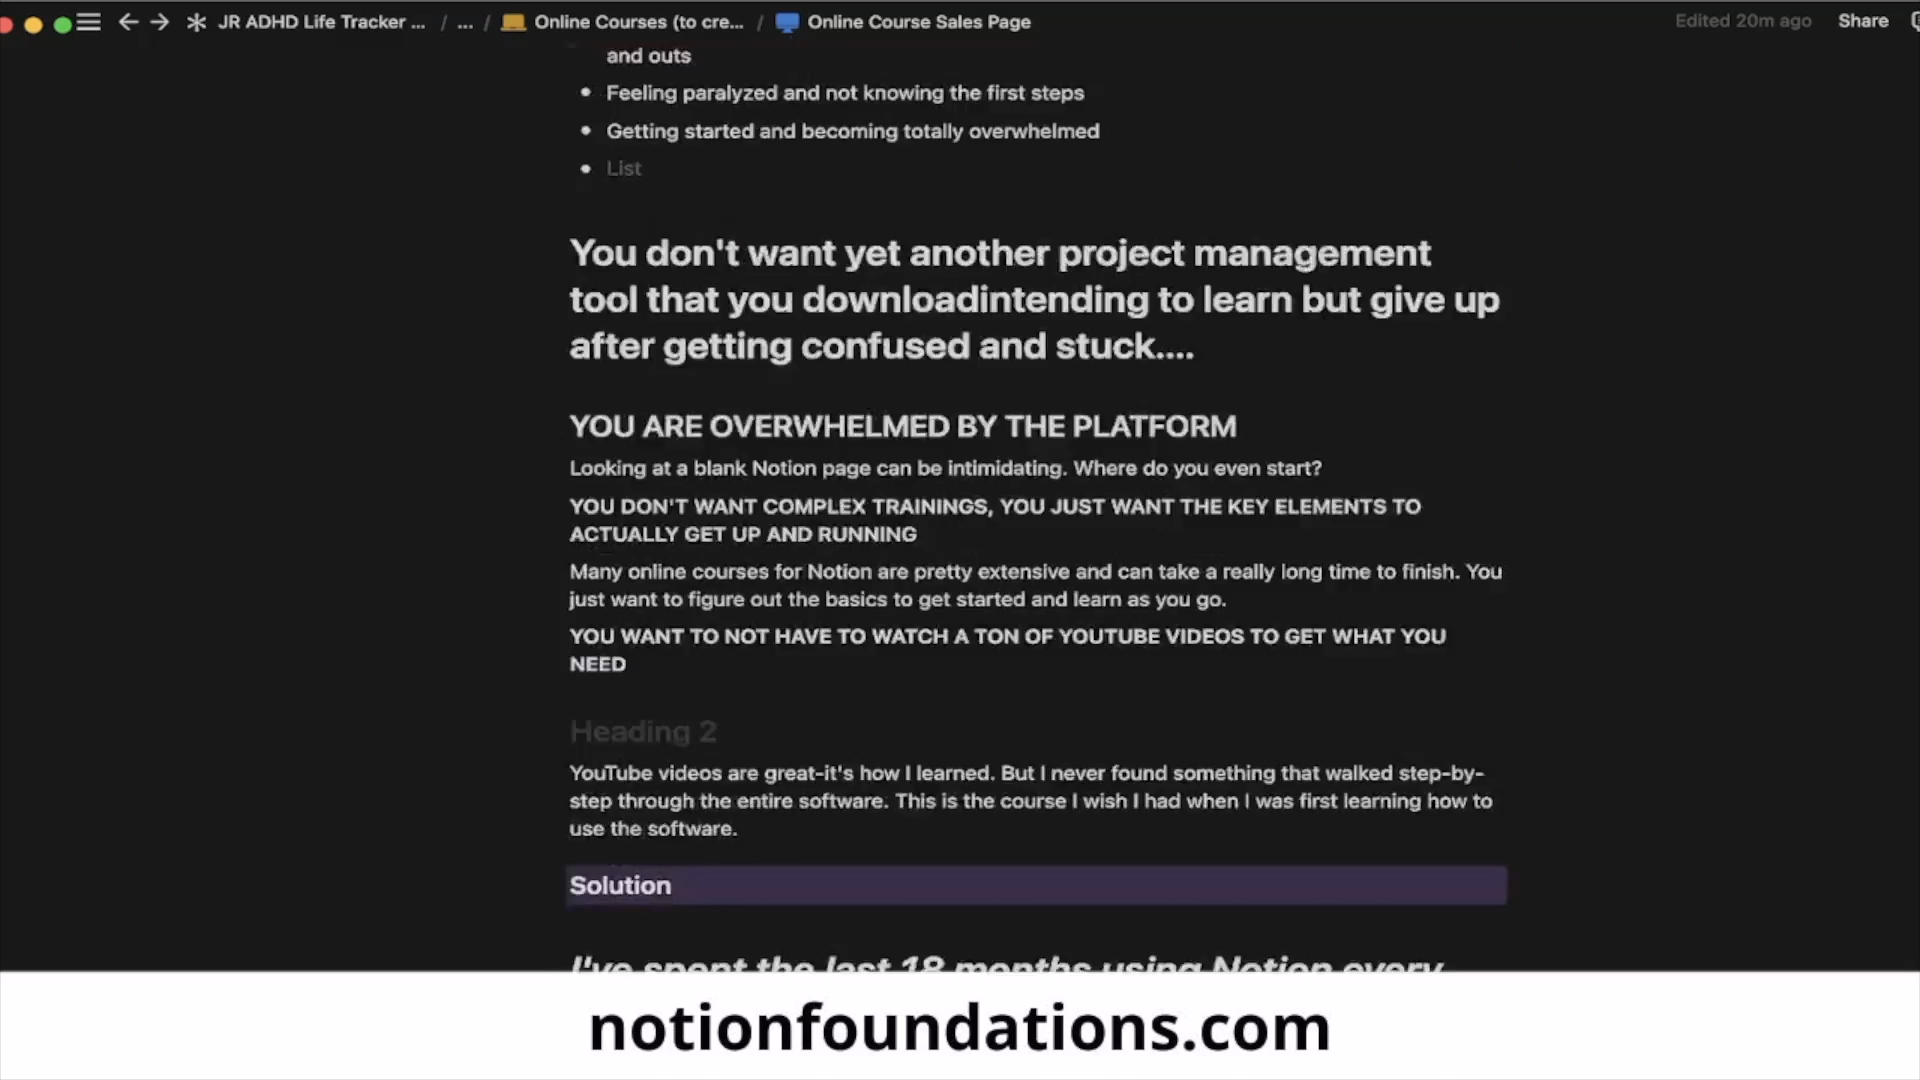 JR ADHD Life Tracker ... / ... / Online Courses (to cre... / Online Course Sales Page Edited 20m ago Share
and outs
• Feeling paralyzed and not knowing the first steps
• Getting started and becoming totally overwhelmed
• List
You don't want yet another project management
tool that you downloadintending to learn but give up
after getting confused and stuck....
YOU ARE OVERWHELMED BY THE PLATFORM
Looking at a blank Notion page can be intimidating. Where do you even start?
YOU DON'T WANT COMPLEX TRAININGS, YOU JUST WANT THE KEY ELEMENTS TO
ACTUALLY GET UP AND RUNNING
Many online courses for Notion are pretty extensive and can take a really long time to finish. You
just want to figure out the basics to get started and learn as you go.
YOU WANT TO NOT HAVE TO WATCH A TON OF YOUTUBE VIDEOS TO GET WHAT YOU
NEED
Heading 2
YouTube videos are great-it's how I learned. But I never found something that walked step-by-
step through the entire software. This is the course I wish I had when I was first learning how to
use the software.
Solution
I've spent the last 18 months using Notion every
notionfoundations.com